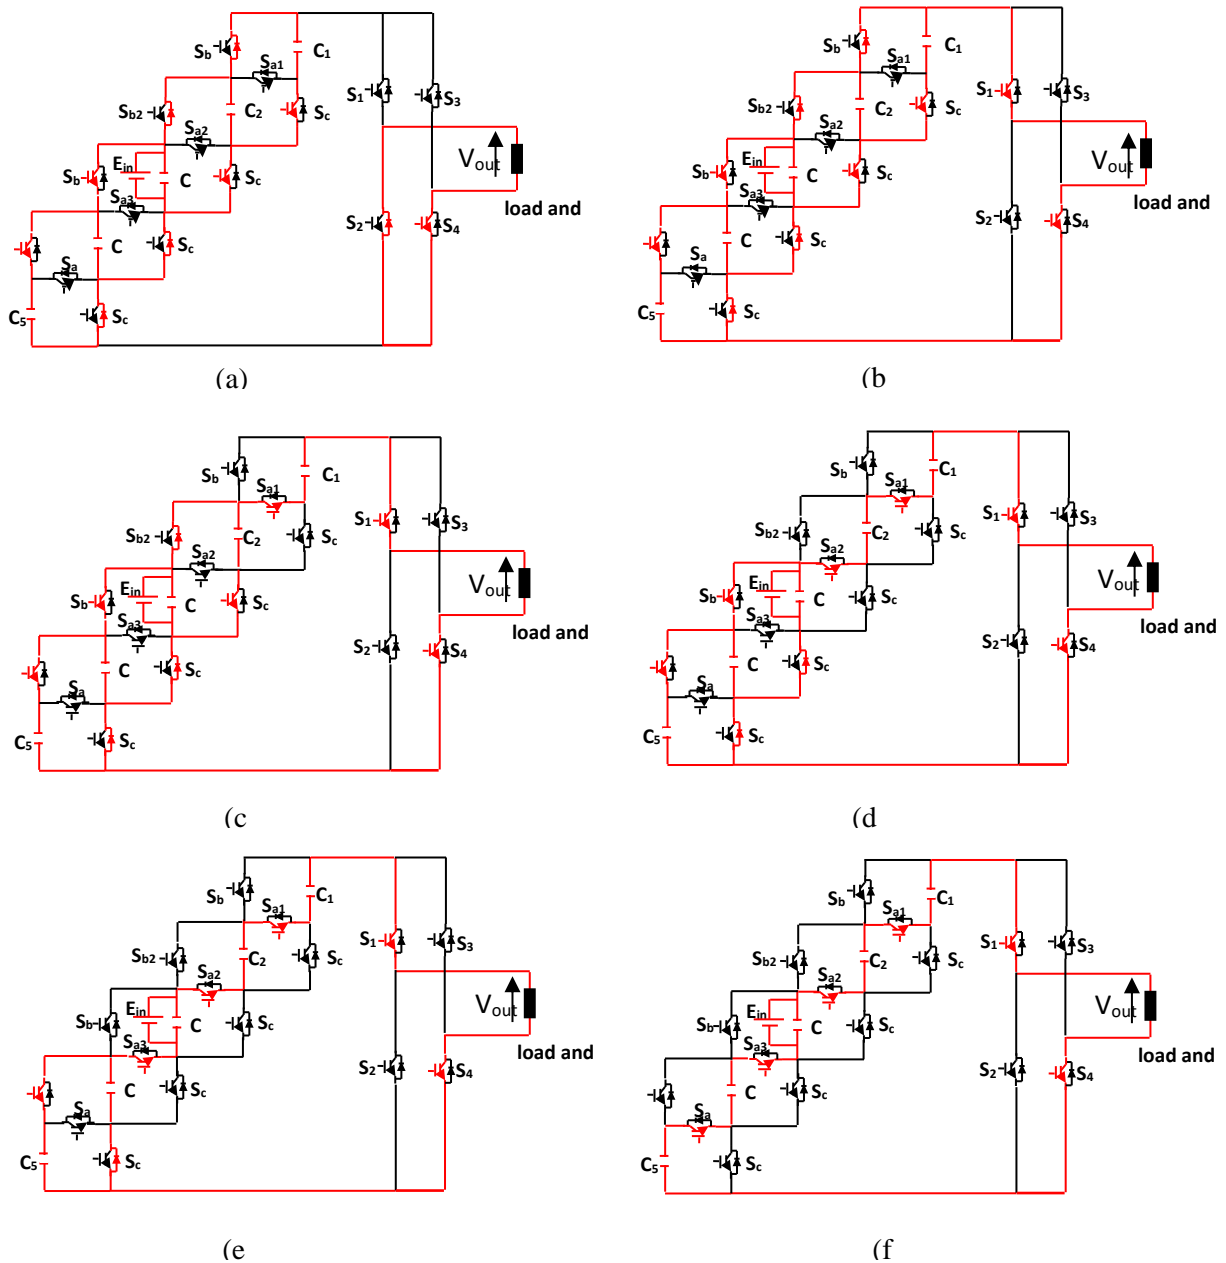 Sb C1
Sa1
S1 S3
Sb2 C2 Sc
Sa2
Vout
Ein
Sb C Sc
Sa3 load and
S2 S4
C Sc
Sa
C5 Sc
(a)
Sb C1
Sa1
S1 S3
Sb2 C2 Sc
Sa2
Vout
Ein
Sb C Sc
Sa3 load and
S2 S4
C Sc
Sa
C5 Sc
(b
Sb C1
Sa1
S1 S3
Sb2 C2 Sc
Sa2
Vout
Ein
Sb C Sc
Sa3 load and
S2 S4
C Sc
Sa
C5 Sc
(c
Sb C1
Sa1
S1 S3
Sb2 C2 Sc
Sa2
Vout
Ein
Sb C Sc
Sa3 load and
S2 S4
C Sc
Sa
C5 Sc
(d
Sb C1
Sa1
S1 S3
Sb2 C2 Sc
Sa2
Vout
Ein
Sb C Sc
Sa3 load and
S2 S4
C Sc
Sa
C5 Sc
(e
Sb C1
Sa1
S1 S3
Sb2 C2 Sc
Sa2
Vout
Ein
Sb C Sc
Sa3 load and
S2 S4
C Sc
Sa
C5 Sc
(f